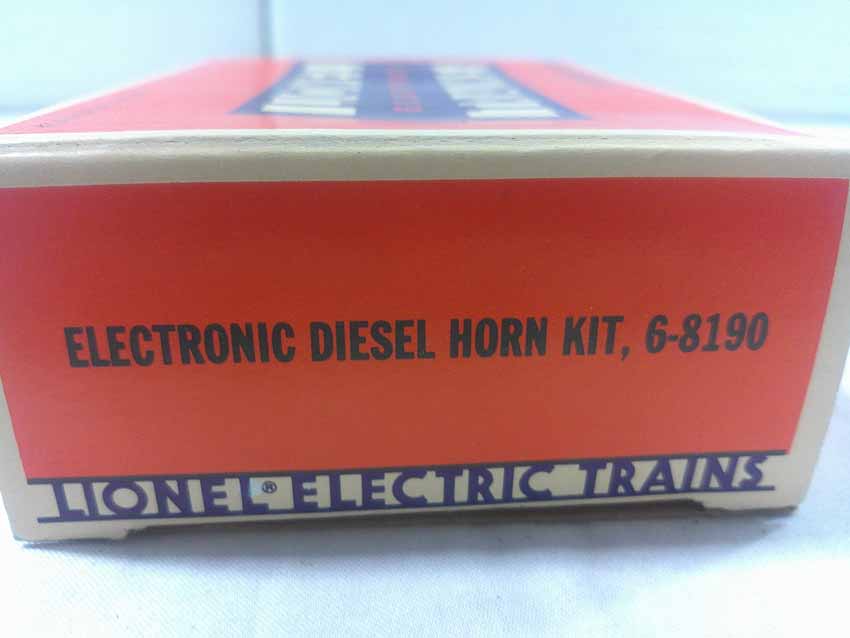 ELECTRONIC DIESEL HORN KIT, 6-8190
LIONEL® ELECTRIC TRAINS